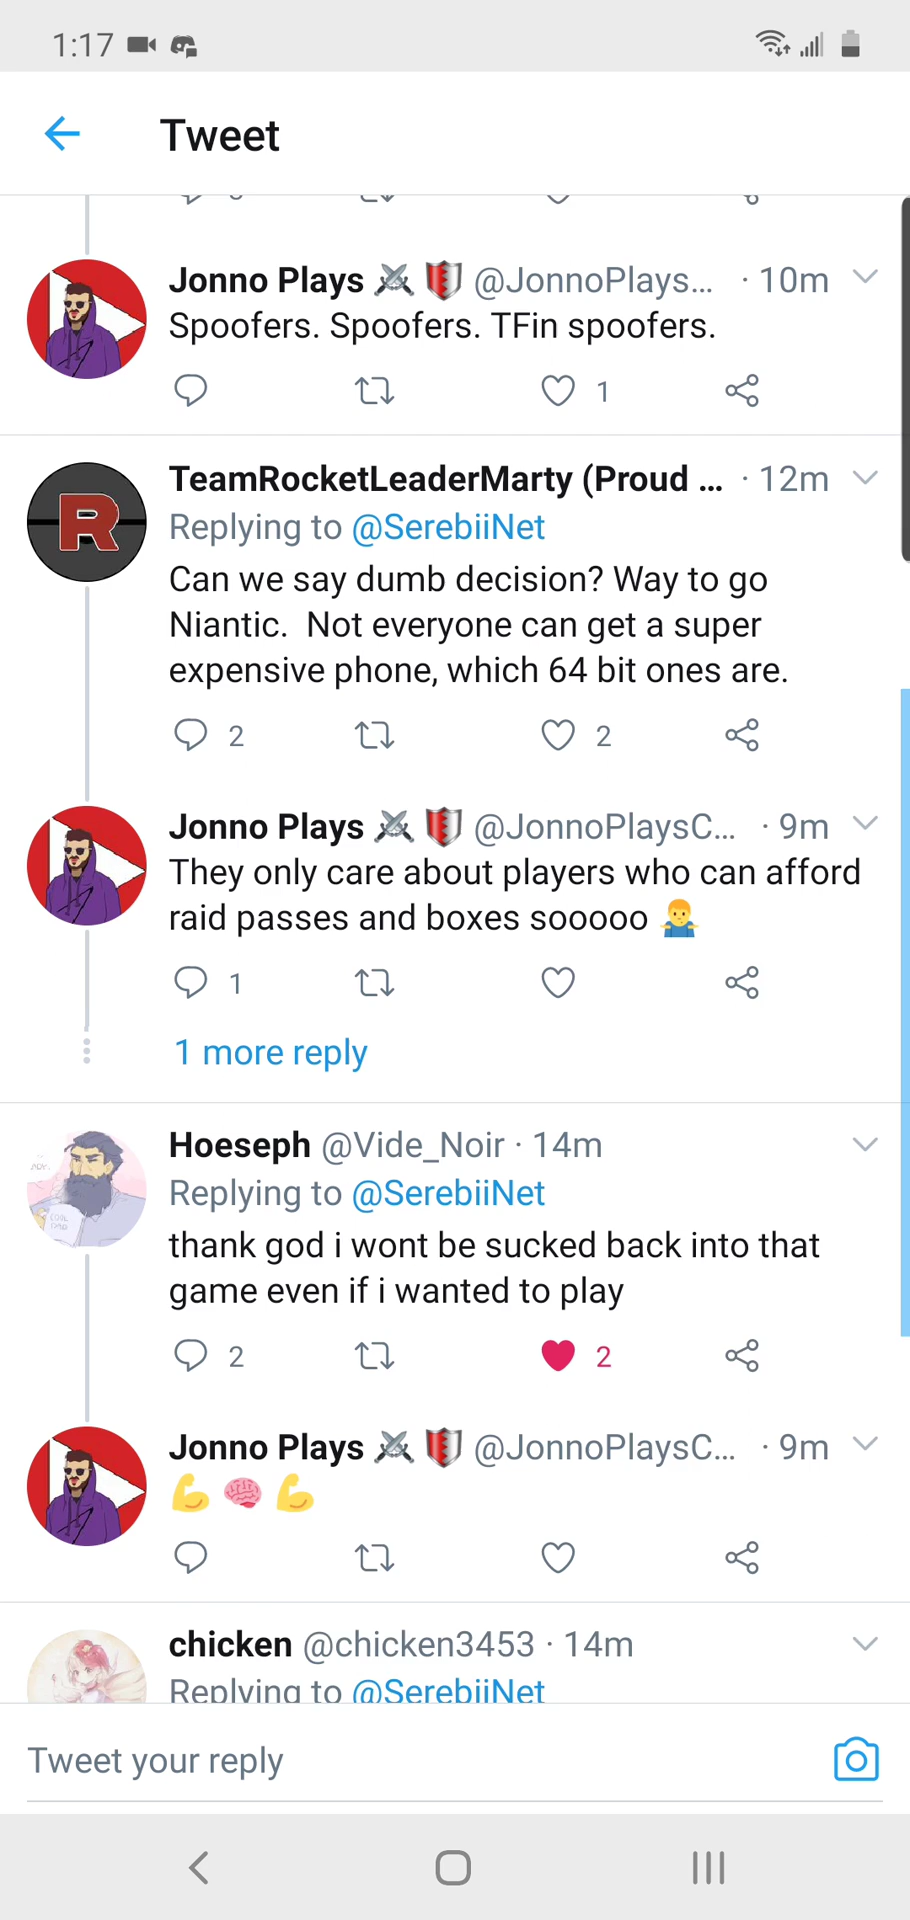 1:17
Tweet
Jonno Plays @JonnoPlays... · 10m
Spoofers. Spoofers. TFin spoofers.
1
TeamRocketLeaderMarty (Proud ... · 12m
Replying to @SerebiiNet
Can we say dumb decision? Way to go
Niantic.  Not everyone can get a super
expensive phone, which 64 bit ones are.
2 2
Jonno Plays @JonnoPlaysC... · 9m
They only care about players who can afford
raid passes and boxes sooooo 🤷‍♂️
1
1 more reply
Hoeseph @Vide_Noir · 14m
Replying to @SerebiiNet
thank god i wont be sucked back into that
game even if i wanted to play
2 2
Jonno Plays @JonnoPlaysC... · 9m
💪🧠💪
chicken @chicken3453 · 14m
Replying to @SerebiiNet
Tweet your reply